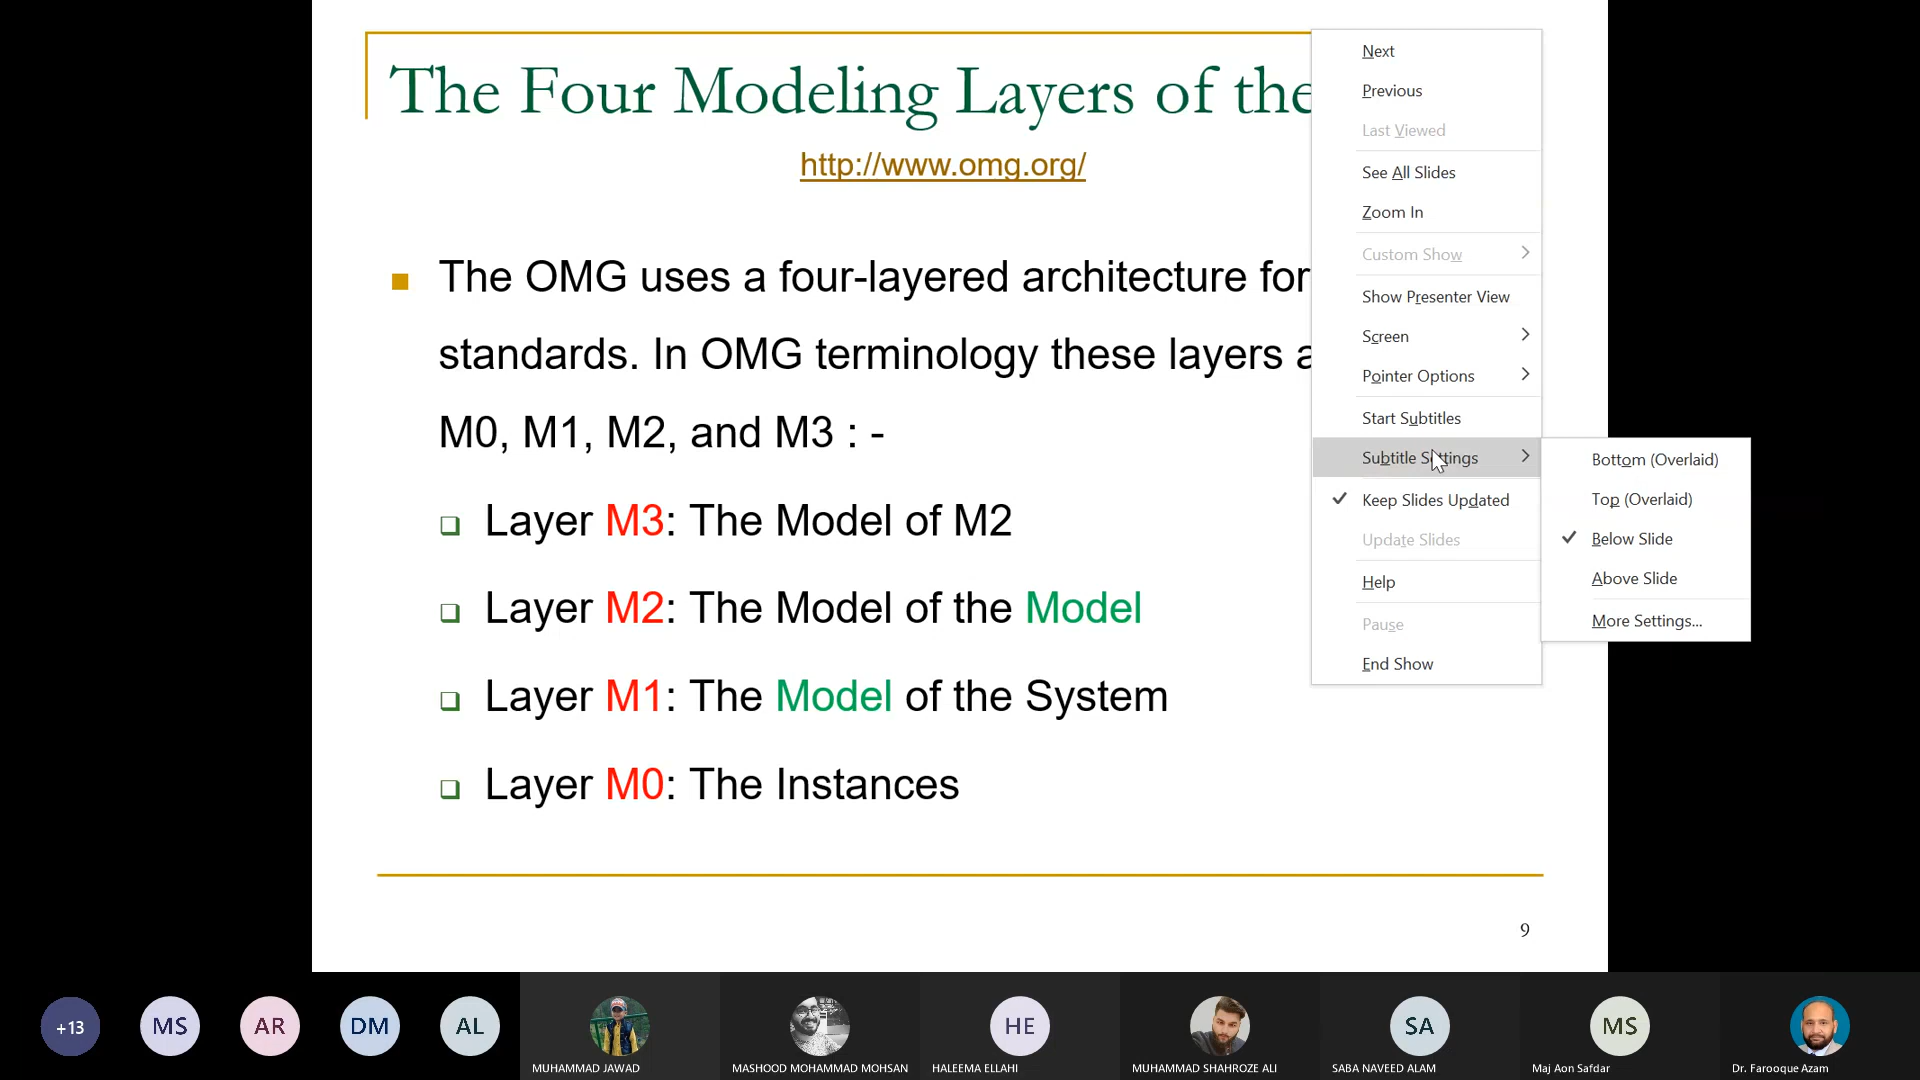 The Four Modeling Layers of the
http://www.omg.org/
The OMG uses a four-layered architecture for
standards. In OMG terminology these layers a
M0, M1, M2, and M3 : -
Layer M3: The Model of M2
Layer M2: The Model of the Model
Layer M1: The Model of the System
Layer M0: The Instances
9
Next
Previous
Last Viewed
See All Slides
Zoom In
Custom Show
Show Presenter View
Screen
Pointer Options
Start Subtitles
Subtitle Settings
Keep Slides Updated
Update Slides
Help
Pause
End Show
Bottom (Overlaid)
Top (Overlaid)
Below Slide
Above Slide
More Settings...
+13
MS
AR
DM
AL
MUHAMMAD JAWAD
MASHOOD MOHAMMAD MOHSAN
HE
HALEEMA ELLAHI
MUHAMMAD SHAHROZE ALI
SA
SABA NAVEED ALAM
MS
Maj Aon Safdar
Dr. Farooque Azam